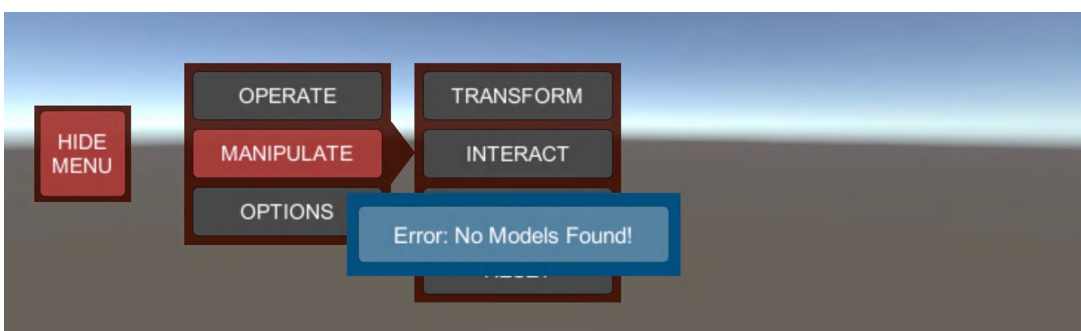 HIDE
MENU
OPERATE
MANIPULATE
OPTIONS
TRANSFORM
INTERACT
Error: No Models Found!